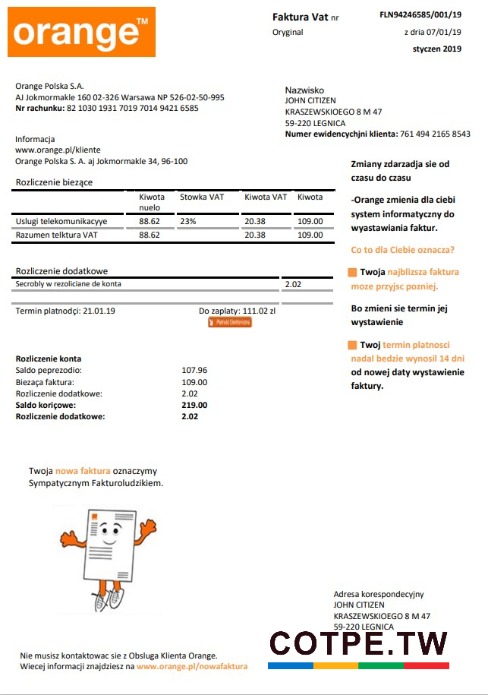 orange™
Faktura Vat nr FLN94246585/001/19
Oryginal z dria 07/01/19
styczen 2019
Orange Polska S.A.
AJ Jokmormakle 160 02-326 Warsawa NP 526-02-50-995
Nr rachunku: 82 1030 1931 7019 7014 9421 6585
Nazwisko
JOHN CITIZEN
KRASZEWSKIOEGO 8 M 47
59-220 LEGNICA
Numer ewidencychjni klienta: 761 494 2165 8543
Informacja
www.orange.pl/kliente
Orange Polska S. A. aj Jokmormakle 34, 96-100
Rozliczenie biezące
Kiwota nuelo Stowka VAT Kiwota VAT Kiwota
Uslugi telekomunikacyye 88.62 23% 20.38 109.00
Razumen telktura VAT 88.62 20.38 109.00
Rozliczenie dodatkowe
Secrobly w rezoliciane de konta 2.02
Termin platnodçi: 21.01.19 Do zaplaty: 111.02 zl
Rozliczenie konta
Saldo peprezodio: 107.96
Biezaça faktura: 109.00
Rozliczenie dodatkowe: 2.02
Saldo koriçowe: 219.00
Rozliczenie dodatkowe: 2.02
Zmiany zdarzadja sie od
czasu do czasu
-Orange zmienia dla ciebi
system informatyczny do
wyastawiania faktur.
Co to dla Ciebie oznacza?
Twoja najblizsza faktura
moze przyjsc pozniej.
Bo zmieni sie termin jej
wystawienie
Twoj termin platnosci
nadal bedzie wynosil 14 dni
od nowej daty wystawienie
faktury.
Twoja nowa faktura oznaczymy
Sympatycznym Fakturoludzikiem.
Adresa korespondecyjny
JOHN CITIZEN
KRASZEWSKIOEGO 8 M 47
59-220 LEGNICA
COTPE.TW
Nie musisz kontaktowac sie z Obsluga Klienta Orange.
Wiecej informacji znajdziesz na www.orange.pl/nowafaktura